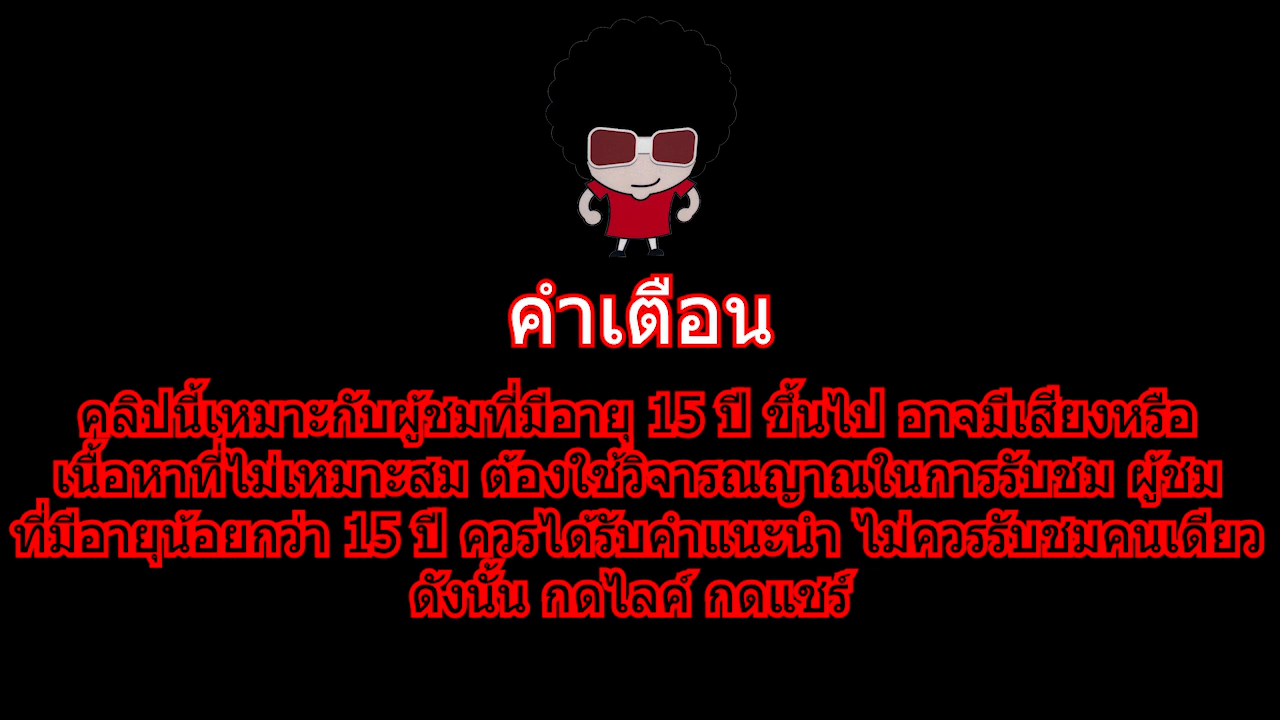 คำเตือน
คลิปนี้เหมาะกับผู้ชมที่มีอายุ 15 ปี ขึ้นไป อาจมีเสียงหรือ
เนื้อหาที่ไม่เหมาะสม ต้องใช้วิจารณญาณในการรับชม ผู้ชม
ที่มีอายุน้อยกว่า 15 ปี ควรได้รับคำแนะนำ ไม่ควรรับชมคนเดียว
ดังนั้น กดไลค์ กดแชร์